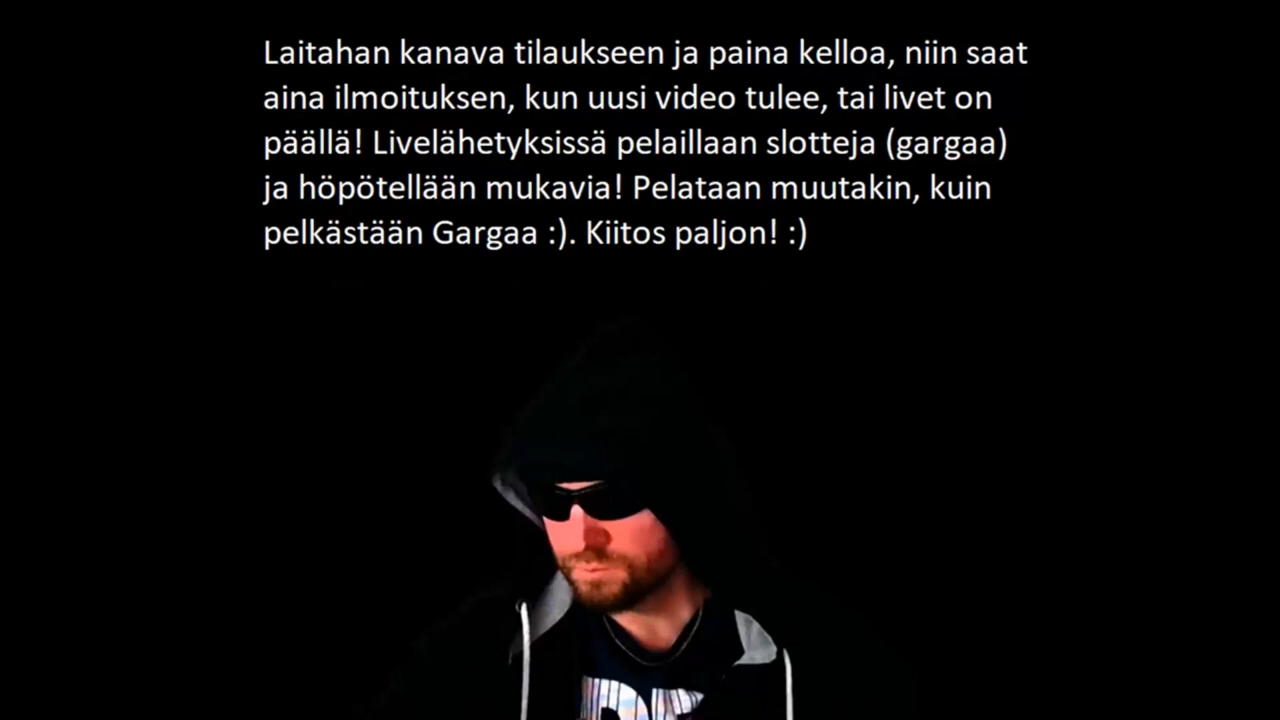 Laitahan kanava tilaukseen ja paina kelloa, niin saat
aina ilmoituksen, kun uusi video tulee, tai livet on
päällä! Livelähetyksissä pelaillaan slotteja (gargaa)
ja höpötellään mukavia! Pelataan muutakin, kuin
pelkästään Gargaa :). Kiitos paljon! :)